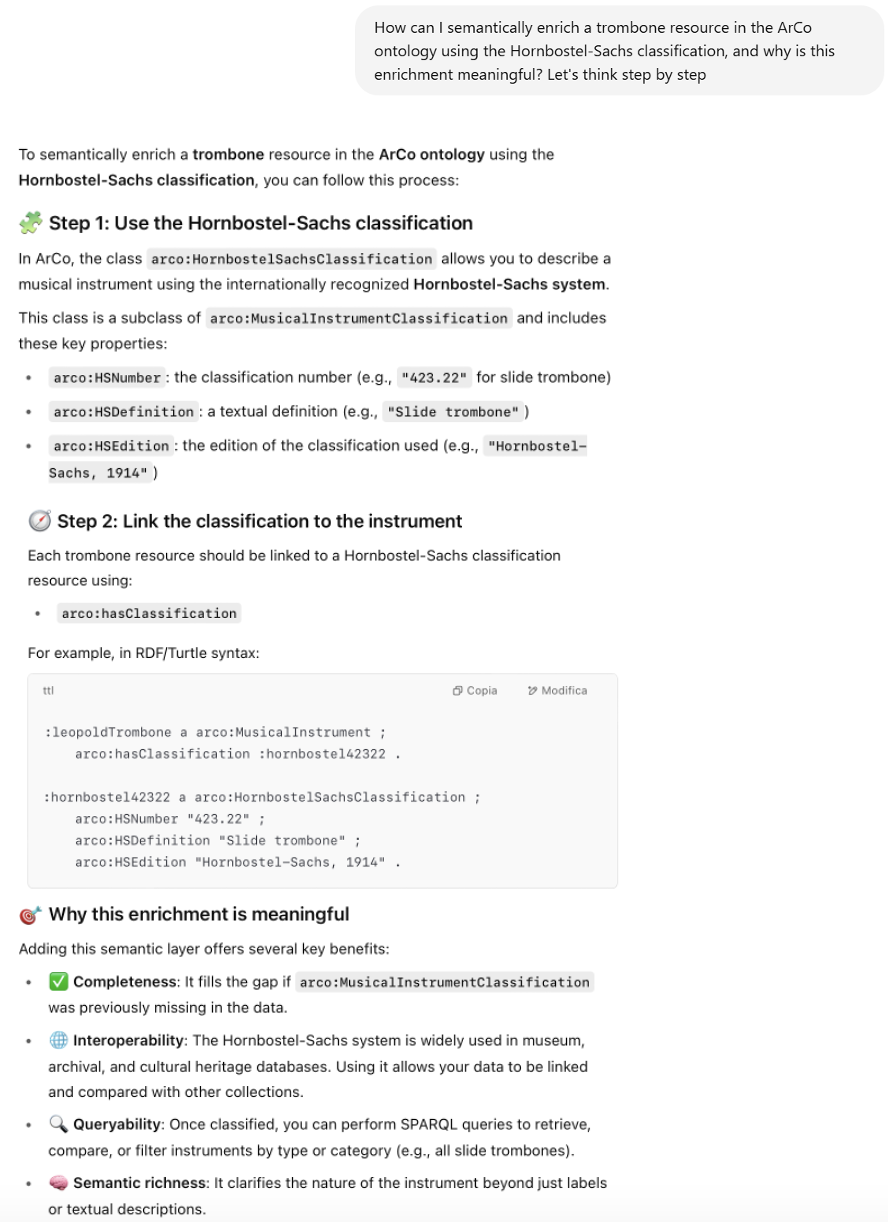 How can I semantically enrich a trombone resource in the ArCo
ontology using the Hornbostel-Sachs classification, and why is this
enrichment meaningful? Let's think step by step
To semantically enrich a trombone resource in the ArCo ontology using the
Hornbostel-Sachs classification, you can follow this process:
Step 1: Use the Hornbostel-Sachs classification
In ArCo, the class arco:HornbostelSachsClassification allows you to describe a
musical instrument using the internationally recognized Hornbostel-Sachs system.
This class is a subclass of arco:MusicalInstrumentClassification and includes
these key properties:
• arco:HSNumber: the classification number (e.g., "423.22" for slide trombone)
• arco:HSDefinition: a textual definition (e.g., "Slide trombone")
• arco:HSEdition: the edition of the classification used (e.g., "Hornbostel-
Sachs, 1914")
Step 2: Link the classification to the instrument
Each trombone resource should be linked to a Hornbostel-Sachs classification
resource using:
• arco:hasClassification
For example, in RDF/Turtle syntax:
ttl Copia Modifica
:leopoldTrombone a arco:MusicalInstrument ;
arco:hasClassification :hornbostel42322 .
:hornbostel42322 a arco:HornbostelSachsClassification ;
arco:HSNumber "423.22" ;
arco:HSDefinition "Slide trombone" ;
arco:HSEdition "Hornbostel-Sachs, 1914" .
Why this enrichment is meaningful
Adding this semantic layer offers several key benefits:
• Completeness: It fills the gap if arco:MusicalInstrumentClassification
was previously missing in the data.
• Interoperability: The Hornbostel-Sachs system is widely used in museum,
archival, and cultural heritage databases. Using it allows your data to be linked
and compared with other collections.
• Queryability: Once classified, you can perform SPARQL queries to retrieve,
compare, or filter instruments by type or category (e.g., all slide trombones).
• Semantic richness: It clarifies the nature of the instrument beyond just labels
or textual descriptions.